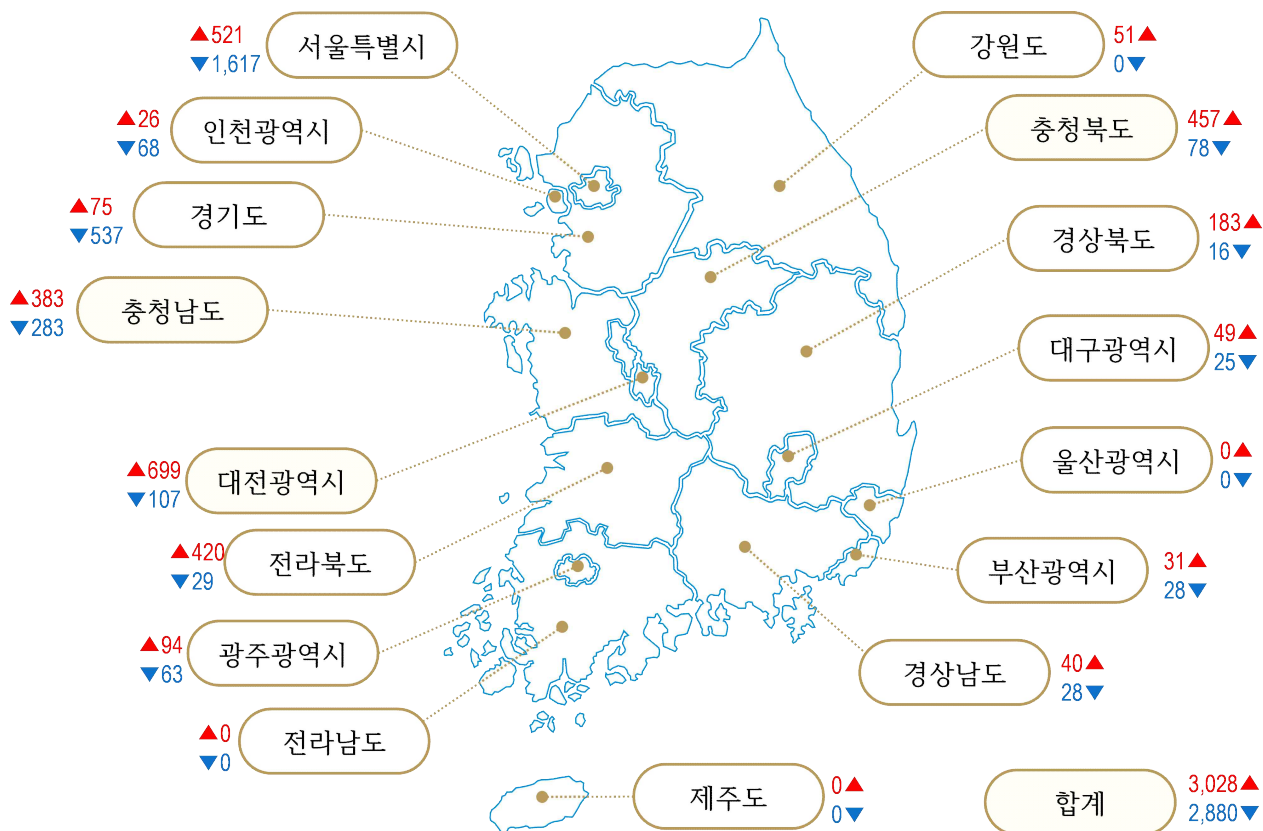 ▲521
▼1,617
서울특별시
▲26
▼68
인천광역시
▲75
▼537
경기도
▲383
▼283
충청남도
▲699
▼107
대전광역시
▲420
▼29
전라북도
▲94
▼63
광주광역시
▲0
▼0
전라남도
강원도
51▲
0▼
충청북도
457▲
78▼
경상북도
183▲
16▼
대구광역시
49▲
25▼
울산광역시
0▲
0▼
부산광역시
31▲
28▼
경상남도
40▲
28▼
제주도
0▲
0▼
합계
3,028▲
2,880▼